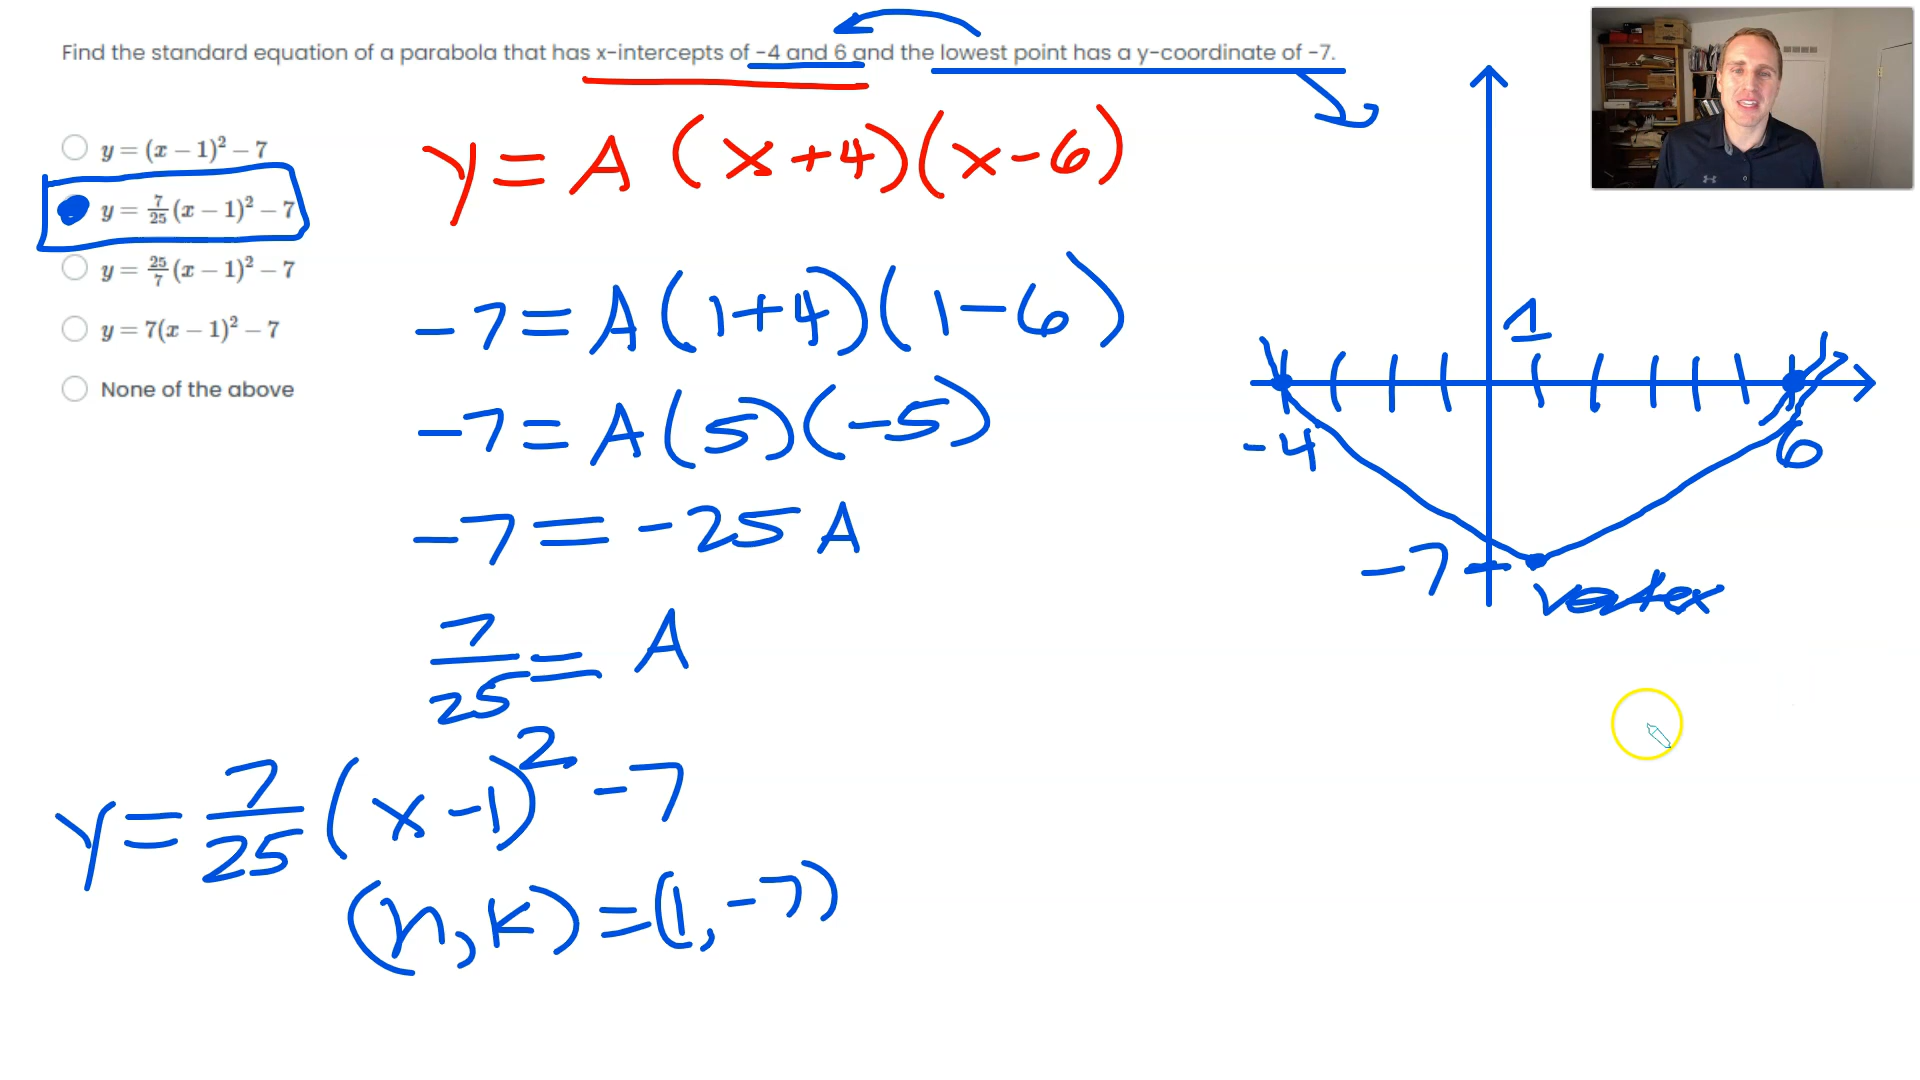 Find the standard equation of a parabola that has x-intercepts of -4 and 6 and the lowest point has a y-coordinate of -7.
y = (x − 1)² − 7
y = 7/25 (x − 1)² − 7
y = 25/7 (x − 1)² − 7
y = 7(x − 1)² − 7
None of the above
y = A (x+4)(x-6)
-7 = A(1+4)(1-6)
-7 = A(5)(-5)
-7 = -25 A
7/25 = A
y = 7/25 (x-1)² -7
(h,k) = (1, -7)
1
-4
6
-7
vertex